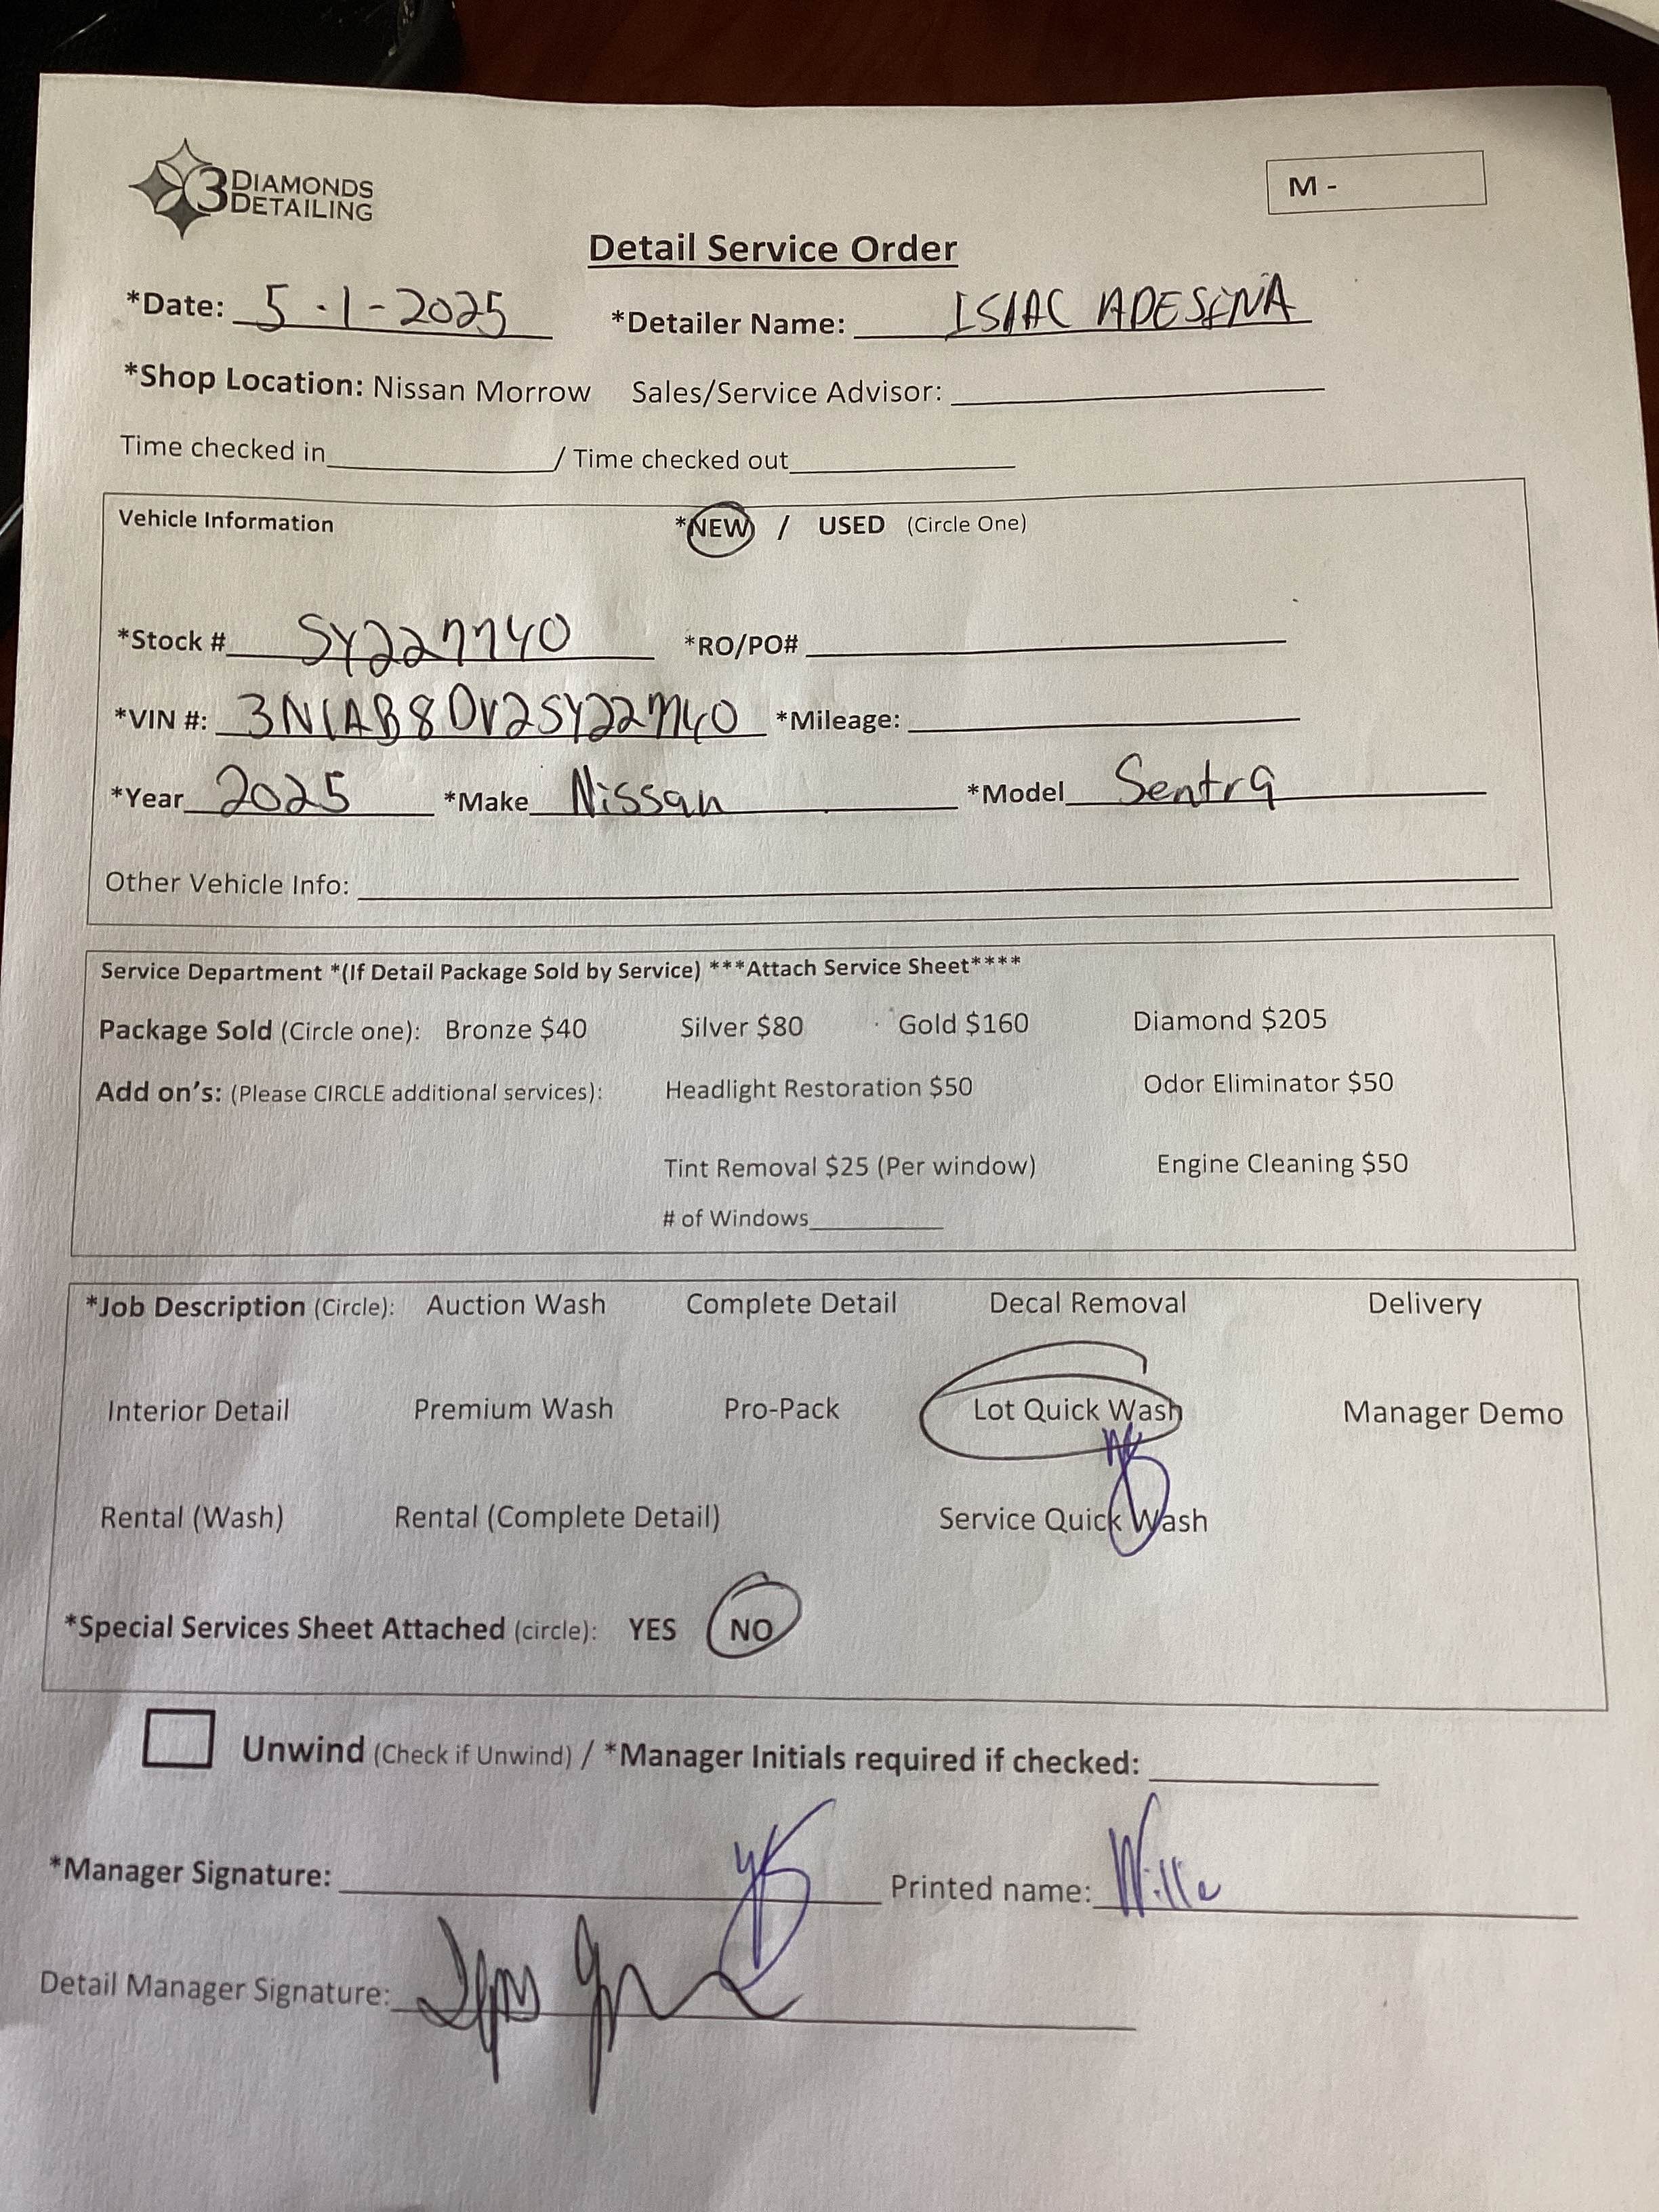 3 DIAMONDS
DETAILING
M -
Detail Service Order
*Date: 5-1-2025 *Detailer Name: ISIAC ADESINA
*Shop Location: Nissan Morrow Sales/Service Advisor:
Time checked in / Time checked out
Vehicle Information *NEW / USED (Circle One)
*Stock # SY227740 *RO/PO#
*VIN #: 3N1AB8DV2SY227740 *Mileage:
*Year 2025 *Make Nissan *Model Sentra
Other Vehicle Info:
Service Department *(If Detail Package Sold by Service) ***Attach Service Sheet****
Package Sold (Circle one): Bronze $40 Silver $80 Gold $160 Diamond $205
Add on's: (Please CIRCLE additional services): Headlight Restoration $50 Odor Eliminator $50
Tint Removal $25 (Per window) Engine Cleaning $50
# of Windows
*Job Description (Circle): Auction Wash Complete Detail Decal Removal Delivery
Interior Detail Premium Wash Pro-Pack Lot Quick Wash Manager Demo
Rental (Wash) Rental (Complete Detail) Service Quick Wash
*Special Services Sheet Attached (circle): YES NO
Unwind (Check if Unwind) / *Manager Initials required if checked:
*Manager Signature: Printed name:
Detail Manager Signature: